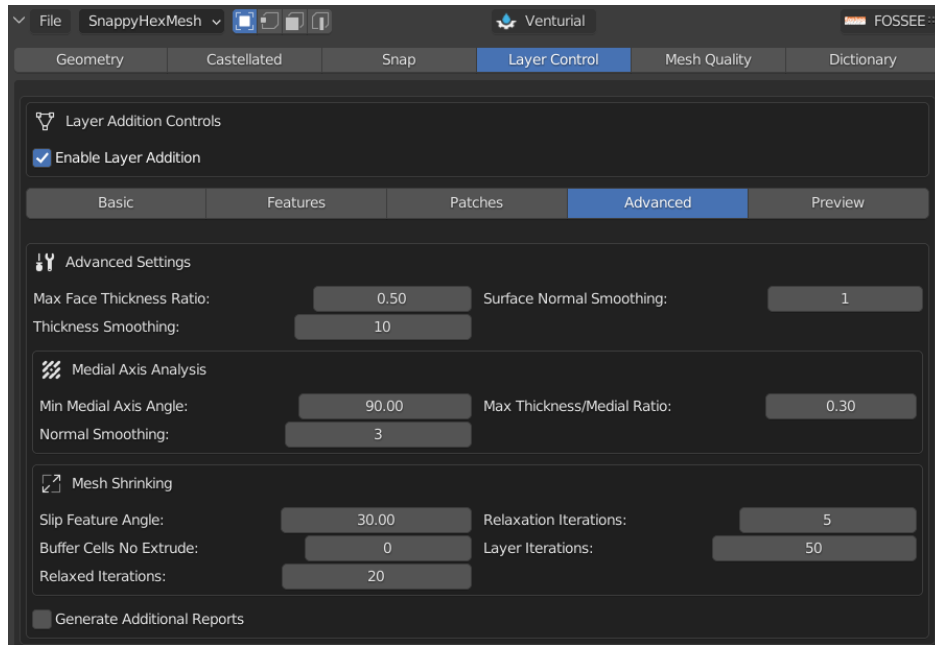 File SnappyHexMesh Venturial FOSSEE
Geometry Castellated Snap Layer Control Mesh Quality Dictionary
Layer Addition Controls
Enable Layer Addition
Basic Features Patches Advanced Preview
Advanced Settings
Max Face Thickness Ratio: 0.50 Surface Normal Smoothing: 1
Thickness Smoothing: 10
Medial Axis Analysis
Min Medial Axis Angle: 90.00 Max Thickness/Medial Ratio: 0.30
Normal Smoothing: 3
Mesh Shrinking
Slip Feature Angle: 30.00 Relaxation Iterations: 5
Buffer Cells No Extrude: 0 Layer Iterations: 50
Relaxed Iterations: 20
Generate Additional Reports